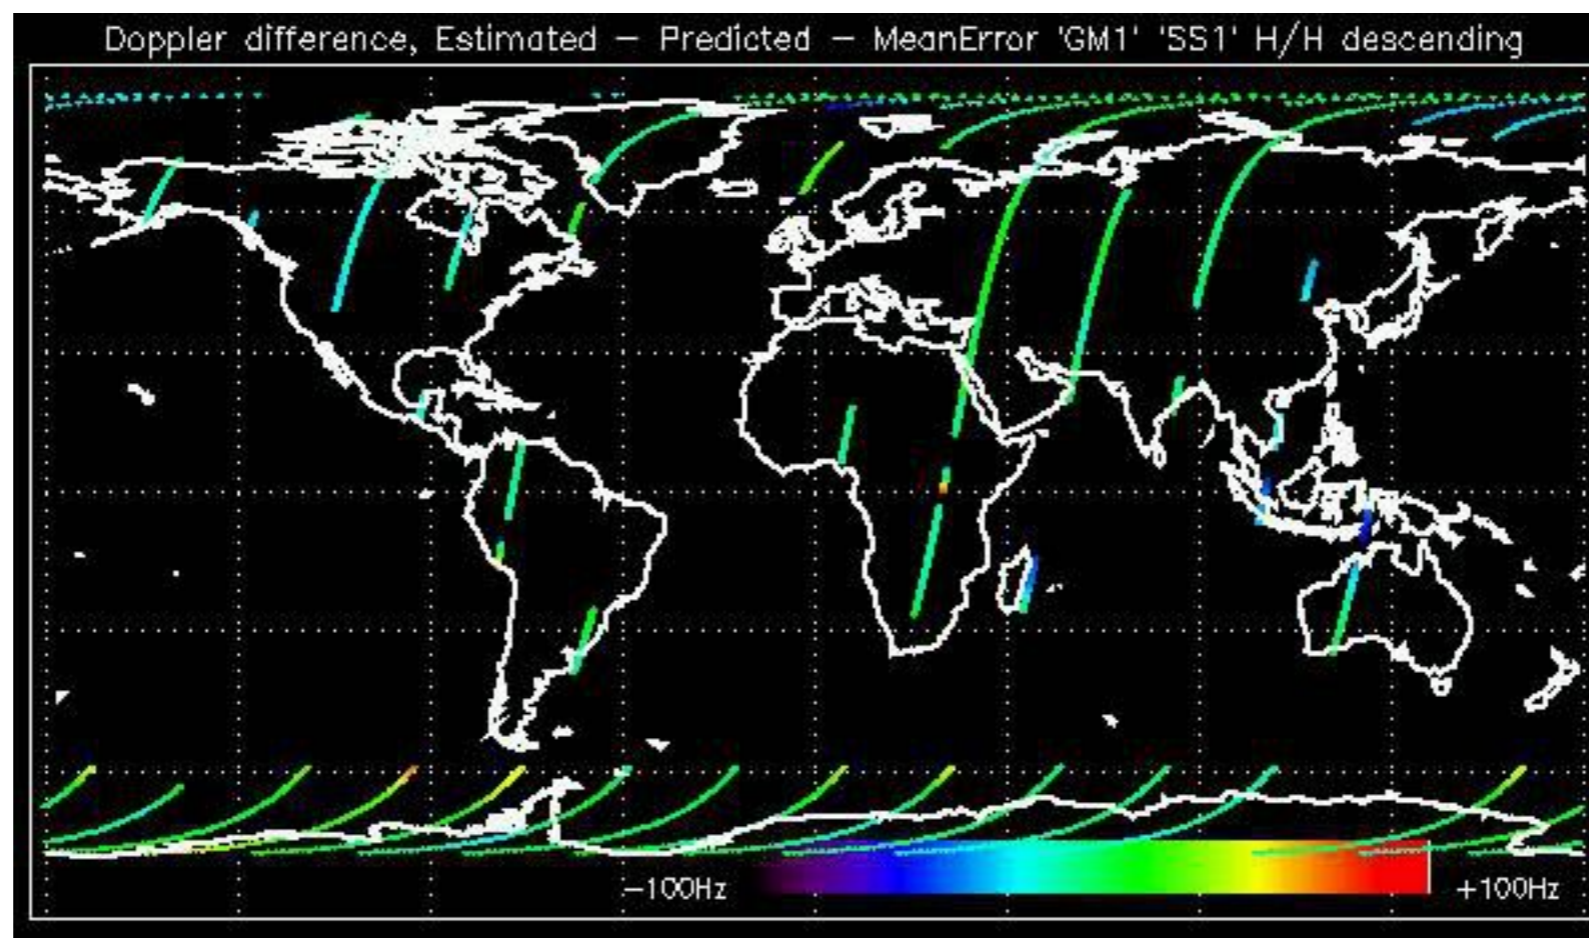 Doppler difference, Estimated – Predicted – MeanError 'GM1' 'SS1' H/H descending
–100Hz
+100Hz